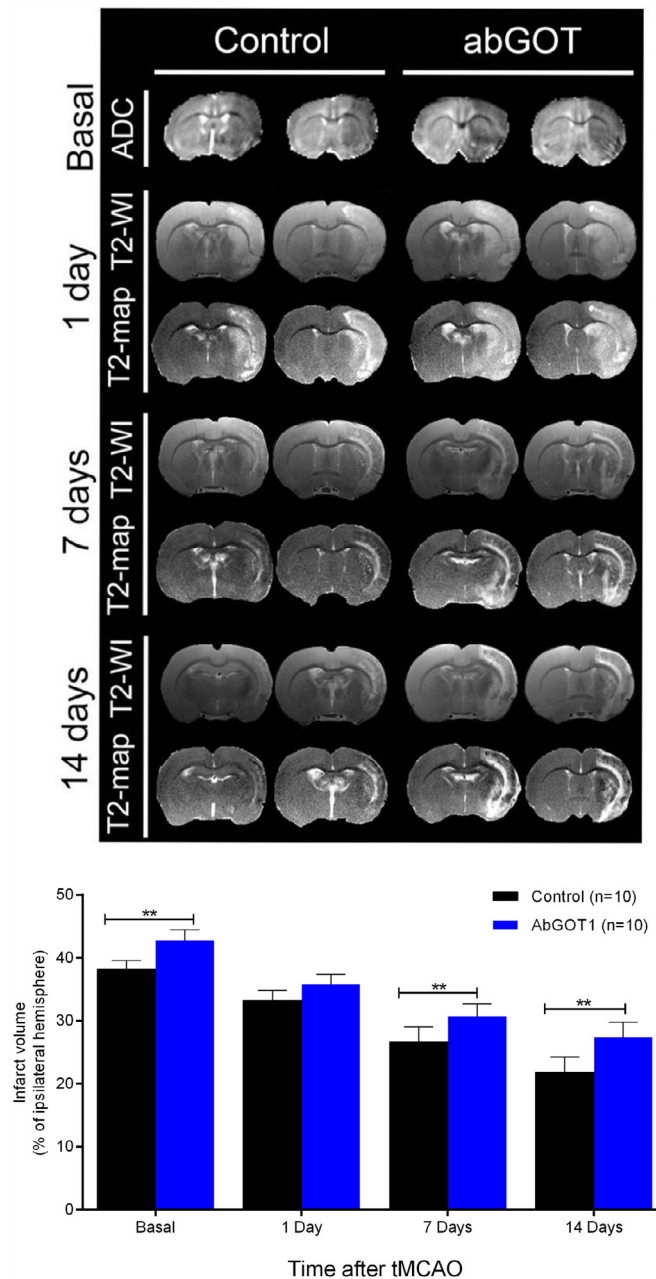 Control abGOT
Basal
ADC
1 day
T2-WI
T2-map
7 days
T2-WI
T2-map
14 days
T2-WI
T2-map
50
40
30
20
10
0
Infarct volume
(% of ipsilateral hemisphere)
Control (n=10)
AbGOT1 (n=10)
**
**
**
Basal 1 Day 7 Days 14 Days
Time after tMCAO